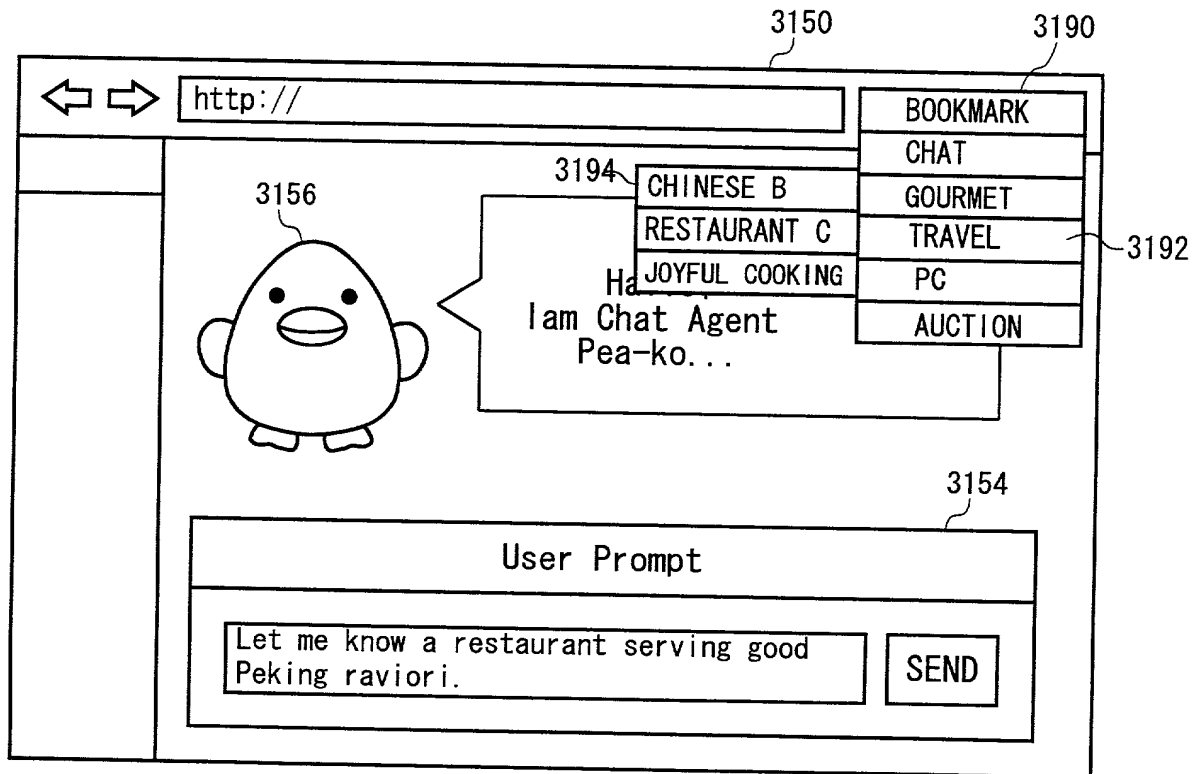 3150
3190
http://
BOOKMARK
CHAT
GOURMET
TRAVEL
PC
AUCTION
3192
3194
CHINESE B
RESTAURANT C
JOYFUL COOKING
3156
Iam Chat Agent
Pea-ko...
3154
User Prompt
Let me know a restaurant serving good
Peking raviori.
SEND